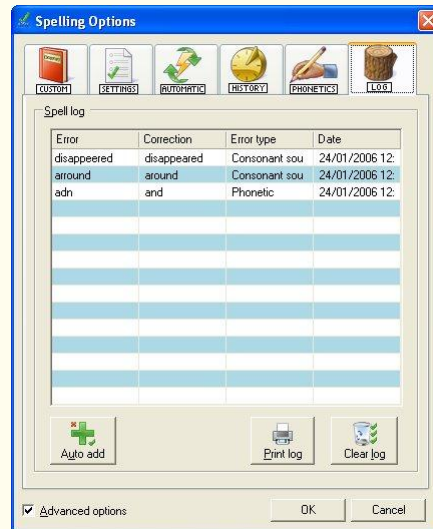 Spelling Options
CUSTOM SETTINGS AUTOMATIC HISTORY PHONETICS LOG
Spell log
Error Correction Error type Date
disappeered disappeared Consonant sou 24/01/2006 12:
arround around Consonant sou 24/01/2006 12:
adn and Phonetic 24/01/2006 12:
Auto add Print log Clear log
Advanced options OK Cancel